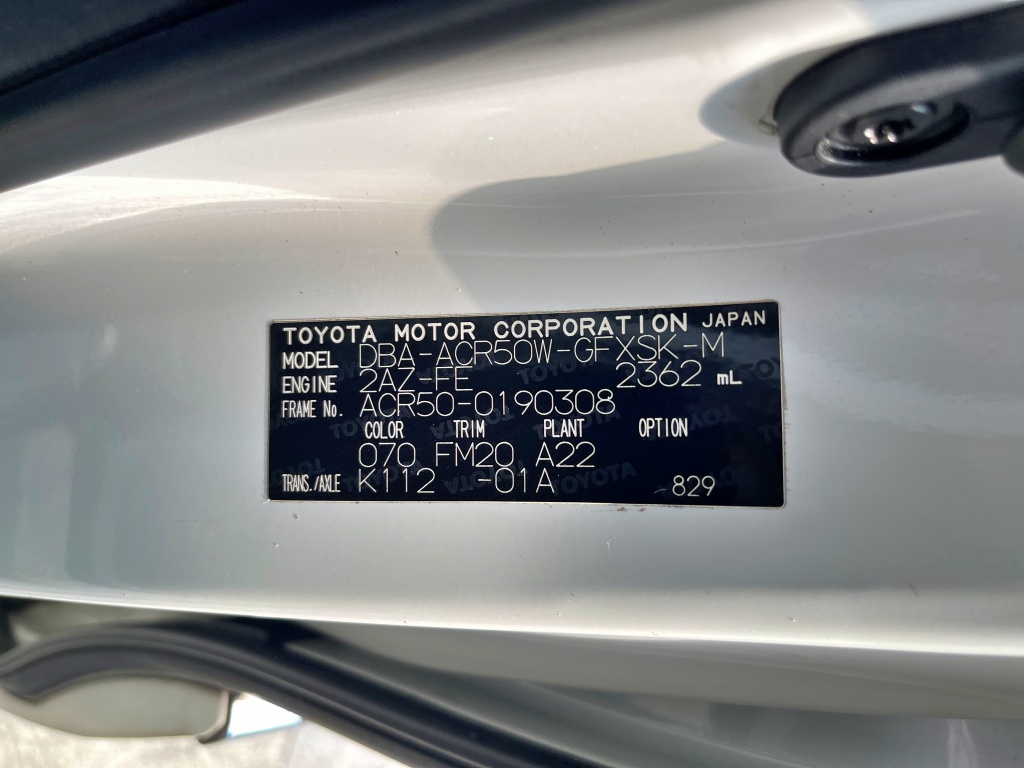 TOYOTA MOTOR CORPORATION JAPAN
MODEL DBA-ACR50W-GFXSK-M
ENGINE 2AZ-FE 2362 mL
FRAME No. ACR50-0190308
COLOR TRIM PLANT OPTION
070 FM20 A22
TRANS./AXLE K112 -01A -829